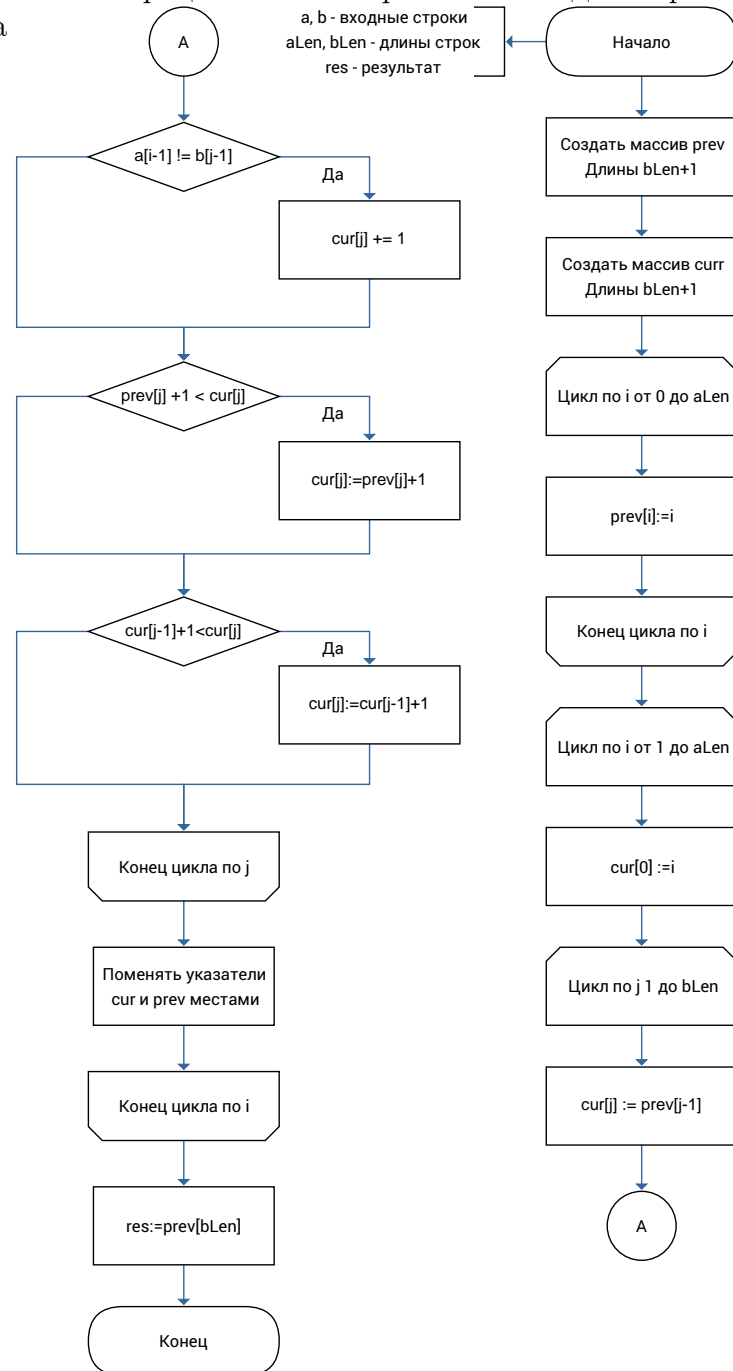 а
a, b - входные строки
aLen, bLen - длины строк
res - результат
Начало
Создать массив prev
Длины bLen+1
Создать массив curr
Длины bLen+1
Цикл по i от 0 до aLen
prev[i]:=i
Конец цикла по i
Цикл по i от 1 до aLen
cur[0] :=i
Цикл по j 1 до bLen
cur[j] := prev[j-1]
A
A
a[i-1] != b[j-1]
Да
cur[j] += 1
prev[j] +1 < cur[j]
Да
cur[j]:=prev[j]+1
cur[j-1]+1<cur[j]
Да
cur[j]:=cur[j-1]+1
Конец цикла по j
Поменять указатели
cur и prev местами
Конец цикла по i
res:=prev[bLen]
Конец